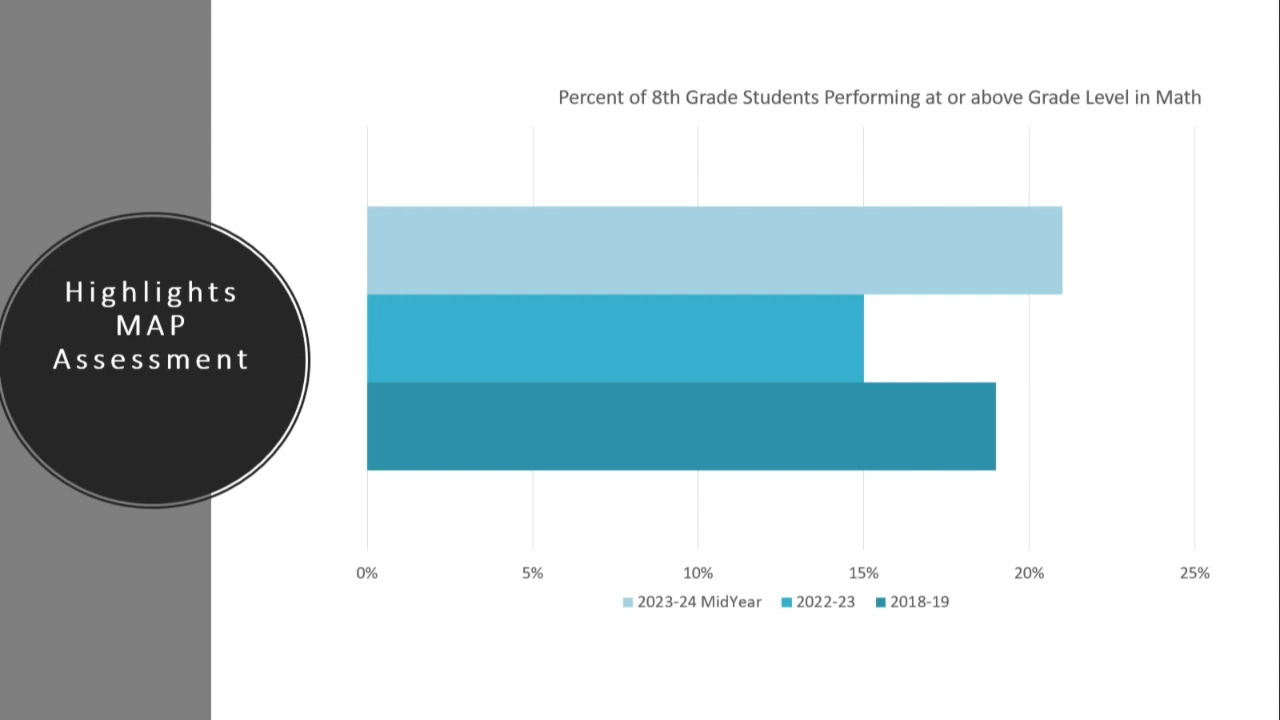 Highlights
MAP
Assessment
Percent of 8th Grade Students Performing at or above Grade Level in Math
0% 5% 10% 15% 20% 25%
2023-24 MidYear 2022-23 2018-19